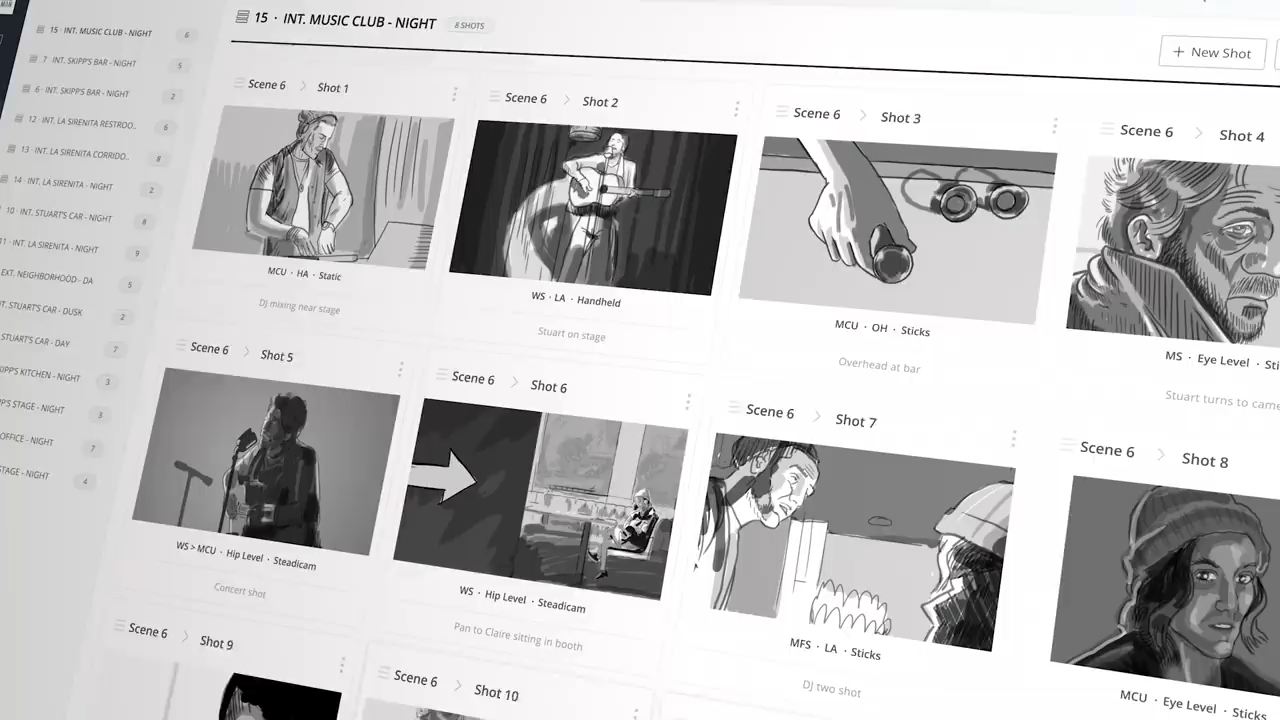 15 · INT. MUSIC CLUB - NIGHT 8 SHOTS
+ New Shot
15 · INT. MUSIC CLUB - NIGHT 6
7 · INT. SKIPP'S BAR - NIGHT 5
6 · INT. SKIPP'S BAR - NIGHT 2
12 · INT. LA SIRENITA RESTROO.. 6
13 · INT. LA SIRENITA CORRIDO.. 8
14 · INT. LA SIRENITA - NIGHT 2
10 · INT. STUART'S CAR - NIGHT 8
11 · INT. LA SIRENITA - NIGHT 9
EXT. NEIGHBORHOOD - DA 5
T. STUART'S CAR - DUSK 2
STUART'S CAR - DAY 7
IPP'S KITCHEN - NIGHT 3
P'S STAGE - NIGHT 3
OFFICE - NIGHT 7
STAGE - NIGHT 4
Scene 6 > Shot 1
MCU · HA · Static
DJ mixing near stage
Scene 6 > Shot 2
WS · LA · Handheld
Stuart on stage
Scene 6 > Shot 3
MCU · OH · Sticks
Overhead at bar
Scene 6 > Shot 4
MS · Eye Level · Sti
Stuart turns to came
Scene 6 > Shot 5
WS > MCU · Hip Level · Steadicam
Concert shot
Scene 6 > Shot 6
WS · Hip Level · Steadicam
Pan to Claire sitting in booth
Scene 6 > Shot 7
MFS · LA · Sticks
DJ two shot
Scene 6 > Shot 8
MCU · Eye Level · Sticks
Scene 6 > Shot 9
Scene 6 > Shot 10